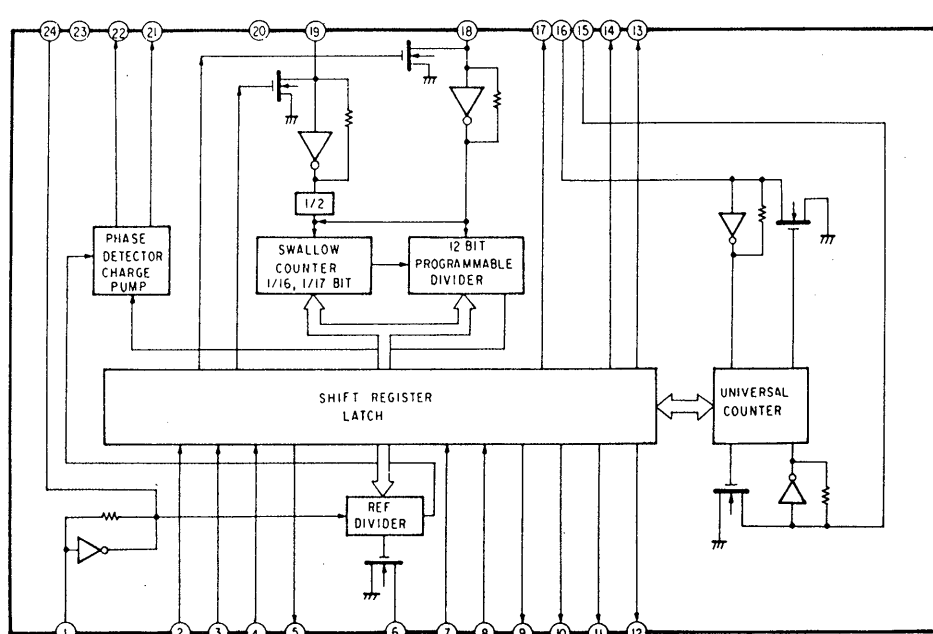 24 23 22 21 20 19 18 17 16 15 14 13
1/2
PHASE
DETECTOR
CHARGE
PUMP
SWALLOW
COUNTER
1/16, 1/17 BIT
12 BIT
PROGRAMMABLE
DIVIDER
SHIFT REGISTER
LATCH
UNIVERSAL
COUNTER
REF
DIVIDER
1 2 3 4 5 6 7 8 9 10 11 12